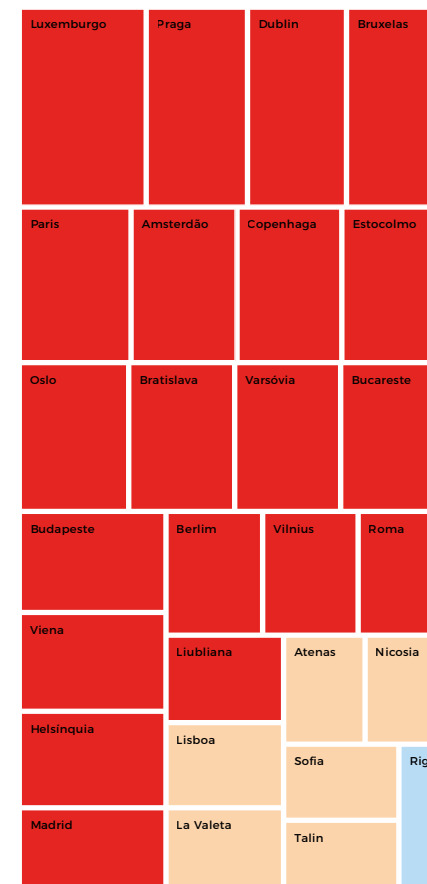 Luxemburgo
Praga
Dublin
Bruxelas
Paris
Amsterdão
Copenhaga
Estocolmo
Oslo
Bratislava
Varsóvia
Bucareste
Budapeste
Berlim
Vilnius
Roma
Viena
Liubliana
Atenas
Nicosia
Helsínquia
Lisboa
Sofia
Rig
Madrid
La Valeta
Talin